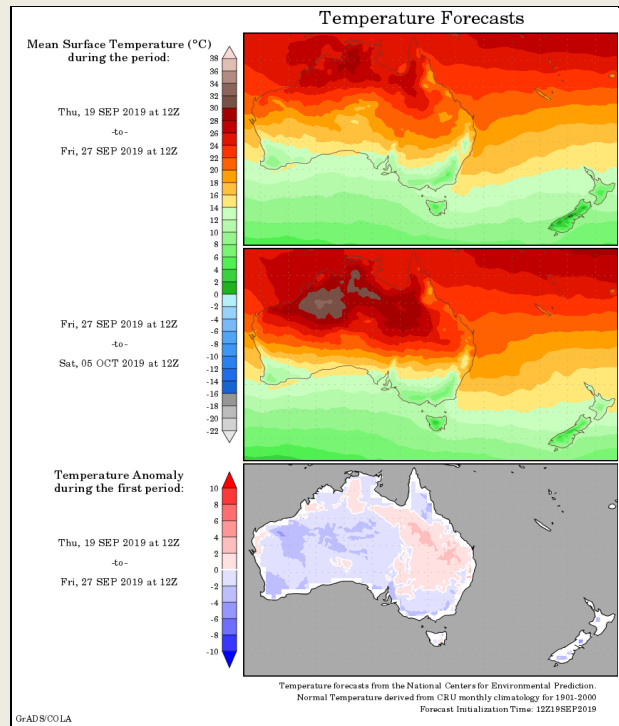 Temperature Forecasts
Mean Surface Temperature (°C)
during the period:
Thu, 19 SEP 2019 at 12Z
-to-
Fri, 27 SEP 2019 at 12Z
38
36
34
32
30
28
26
24
22
20
18
16
14
12
10
8
6
4
2
0
-2
-4
-6
-8
-10
-12
-14
-16
-18
-20
-22
Fri, 27 SEP 2019 at 12Z
-to-
Sat, 05 OCT 2019 at 12Z
Temperature Anomaly
during the first period:
Thu, 19 SEP 2019 at 12Z
-to-
Fri, 27 SEP 2019 at 12Z
10
8
6
4
2
0
-2
-4
-6
-8
-10
Temperature forecasts from the National Centers for Environmental Prediction.
Normal Temperature derived from CRU monthly climatology for 1901-2000
Forecast Initialization Time: 12Z19SEP2019
GrADS/COLA